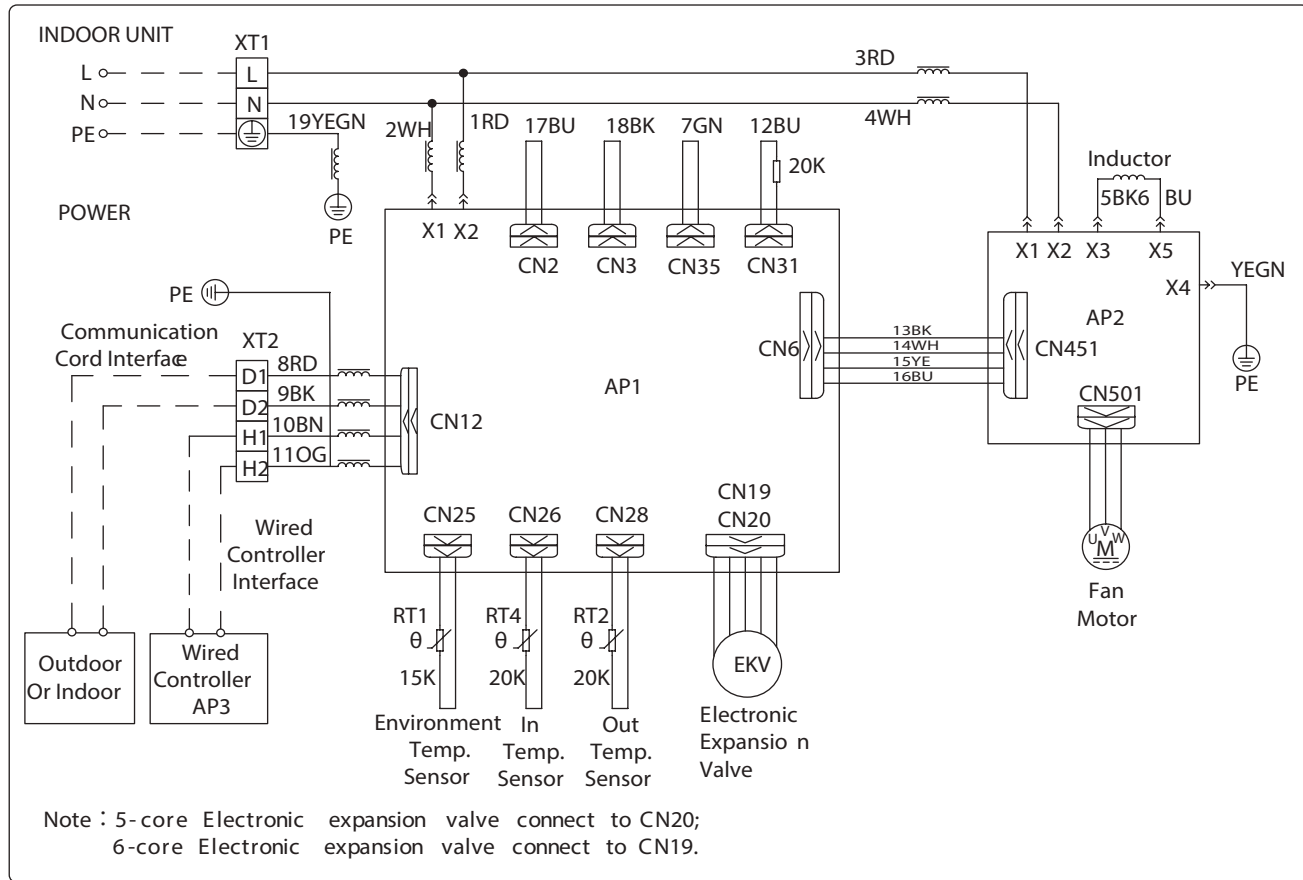 INDOOR UNIT
XT1
L
L
3RD
N
N
4WH
PE
19YEGN
2WH
1RD
17BU
18BK
7GN
12BU
20K
Inductor
5BK6
BU
POWER
PE
X1
X2
CN2
CN3
CN35
CN31
X1
X2
X3
X5
X4
YEGN
PE
AP2
PE
Communication
Cord Interface
XT2
D1
8RD
D2
9BK
H1
10BN
H2
11OG
CN12
AP1
CN6
13BK
14WH
15YE
16BU
CN451
CN501
U
V
W
M
Fan
Motor
Wired
Controller
Interface
CN25
CN26
CN28
CN19
CN20
RT1
θ
15K
RT4
θ
20K
RT2
θ
20K
EKV
Outdoor
Or Indoor
Wired
Controller
AP3
Environment
Temp.
Sensor
In
Temp.
Sensor
Out
Temp.
Sensor
Electronic
Expansio n
Valve
Note：5-core Electronic expansion valve connect to CN20;
6-core Electronic expansion valve connect to CN19.